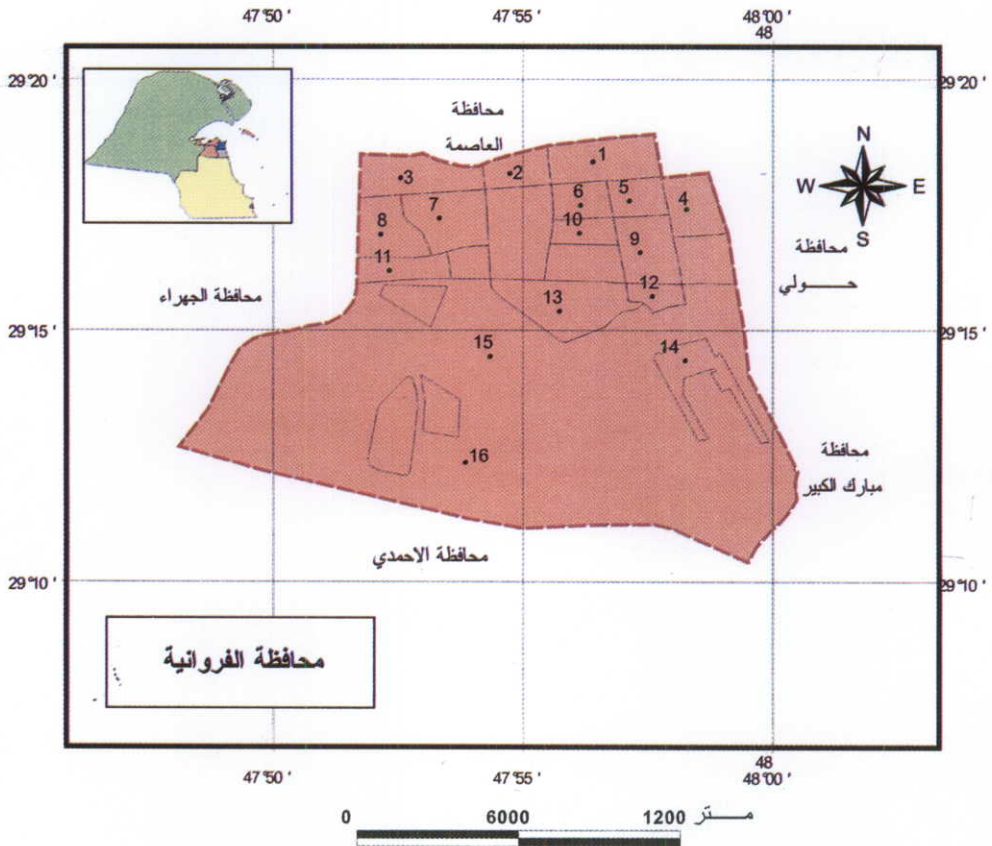 47°50' 47°55' 48°00'
48
29°20' 29°20'
محافظة
العاصمة
N
W E
S
1
2
3
6 5 4
7
10
8
9
محافظة
حـــــولي
11
12
محافظة الجهراء
13
29°15' 29°15'
15 14
16
محافظة
مبارك الكبير
محافظة الاحمدي
29°10' 29°10'
محافظة الفروانية
48
47°50' 47°55' 48°00'
0 6000 1200 مـــتر